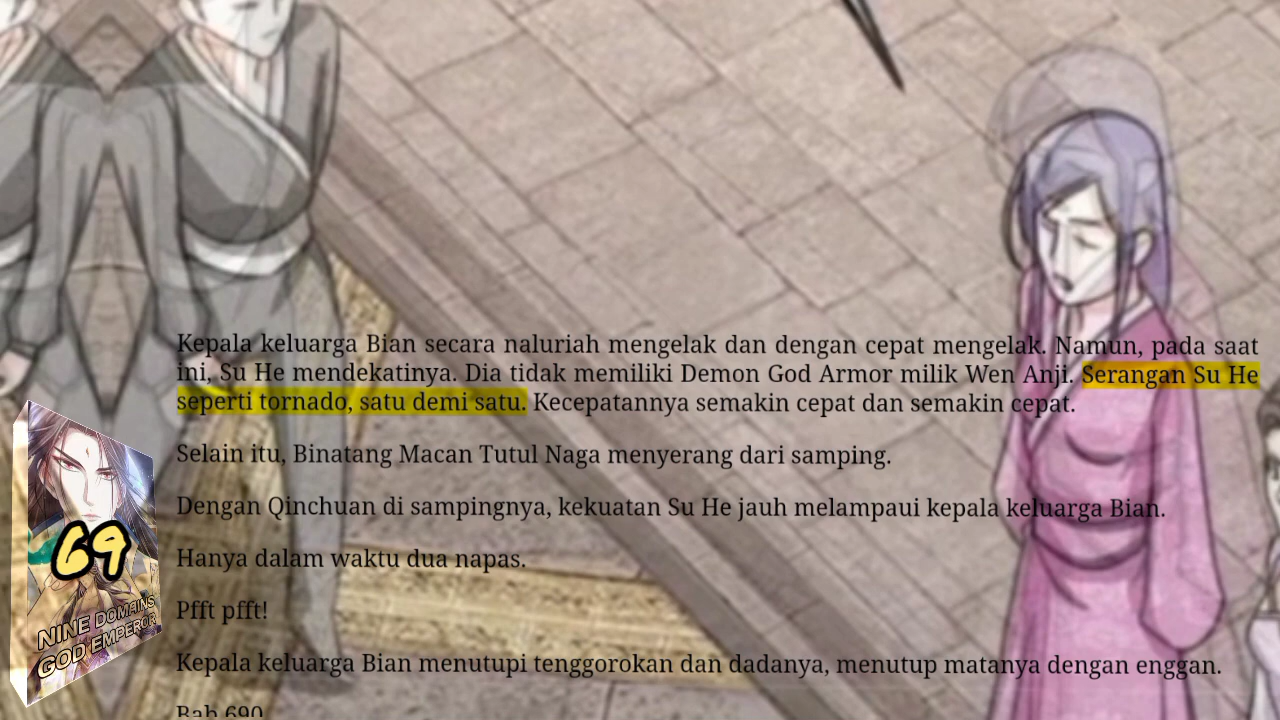 Kepala keluarga Bian secara naluriah mengelak dan dengan cepat mengelak. Namun, pada saat
ini, Su He mendekatinya. Dia tidak memiliki Demon God Armor milik Wen Anji. Serangan Su He
seperti tornado, satu demi satu. Kecepatannya semakin cepat dan semakin cepat.
Selain itu, Binatang Macan Tutul Naga menyerang dari samping.
Dengan Qinchuan di sampingnya, kekuatan Su He jauh melampaui kepala keluarga Bian.
Hanya dalam waktu dua napas.
Pfft pfft!
Kepala keluarga Bian menutupi tenggorokan dan dadanya, menutup matanya dengan enggan.
Bab 690
69
NINE DOMAINS
GOD EMPEROR